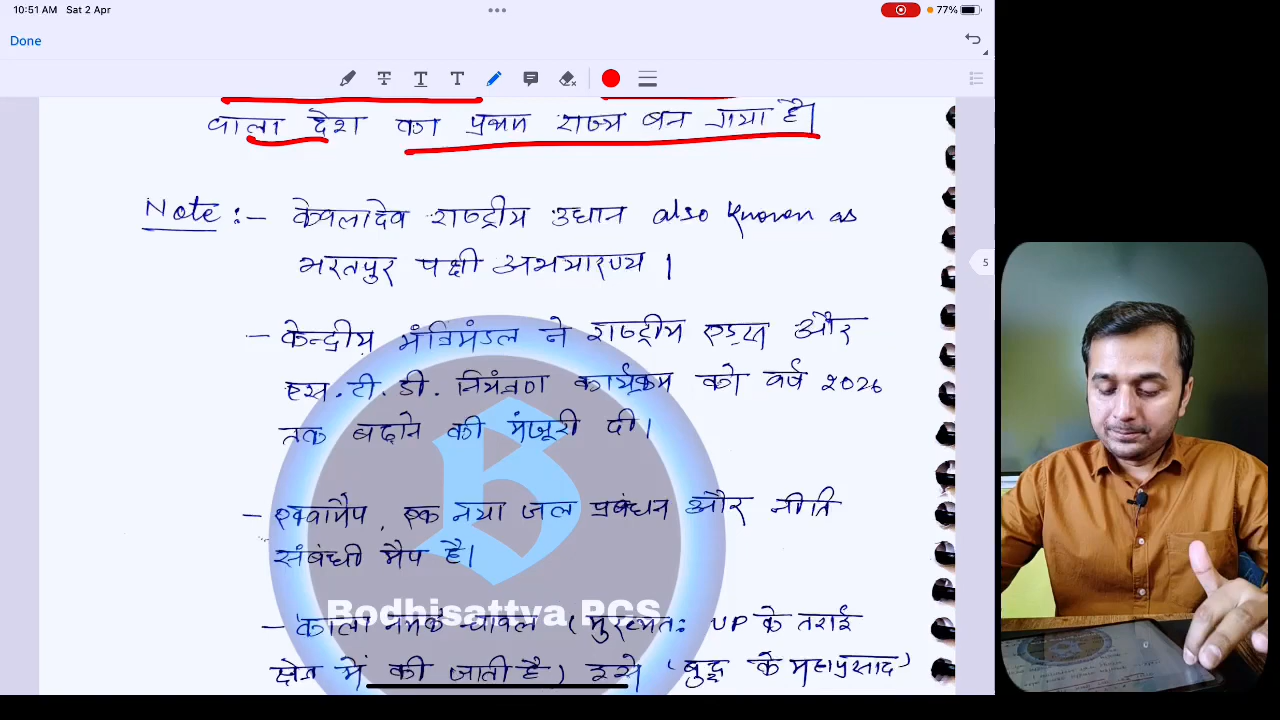 10:51 AM Sat 2 Apr
77%
Done
वाला देश का प्रथम राज्य बन गया है।
Note :- केवलादेव राष्ट्रीय उद्यान also known as
भरतपुर पक्षी अभयारण्य ।
- केन्द्रीय मंत्रिमंडल ने राष्ट्रीय एड्स और
एस. टी. डी. नियंत्रण कार्यक्रम को वर्ष 2026
तक बढ़ाने की मंजूरी दी।
- एक्वामैप, एक नया जल प्रबंधन और नीति
संबंधी मैप है।
Bodhisattva PCS
- काला नमक चावल (मुख्यतः UP के तराई
क्षेत्र में की जाती है) इसे 'बुद्ध के महाप्रसाद'
5